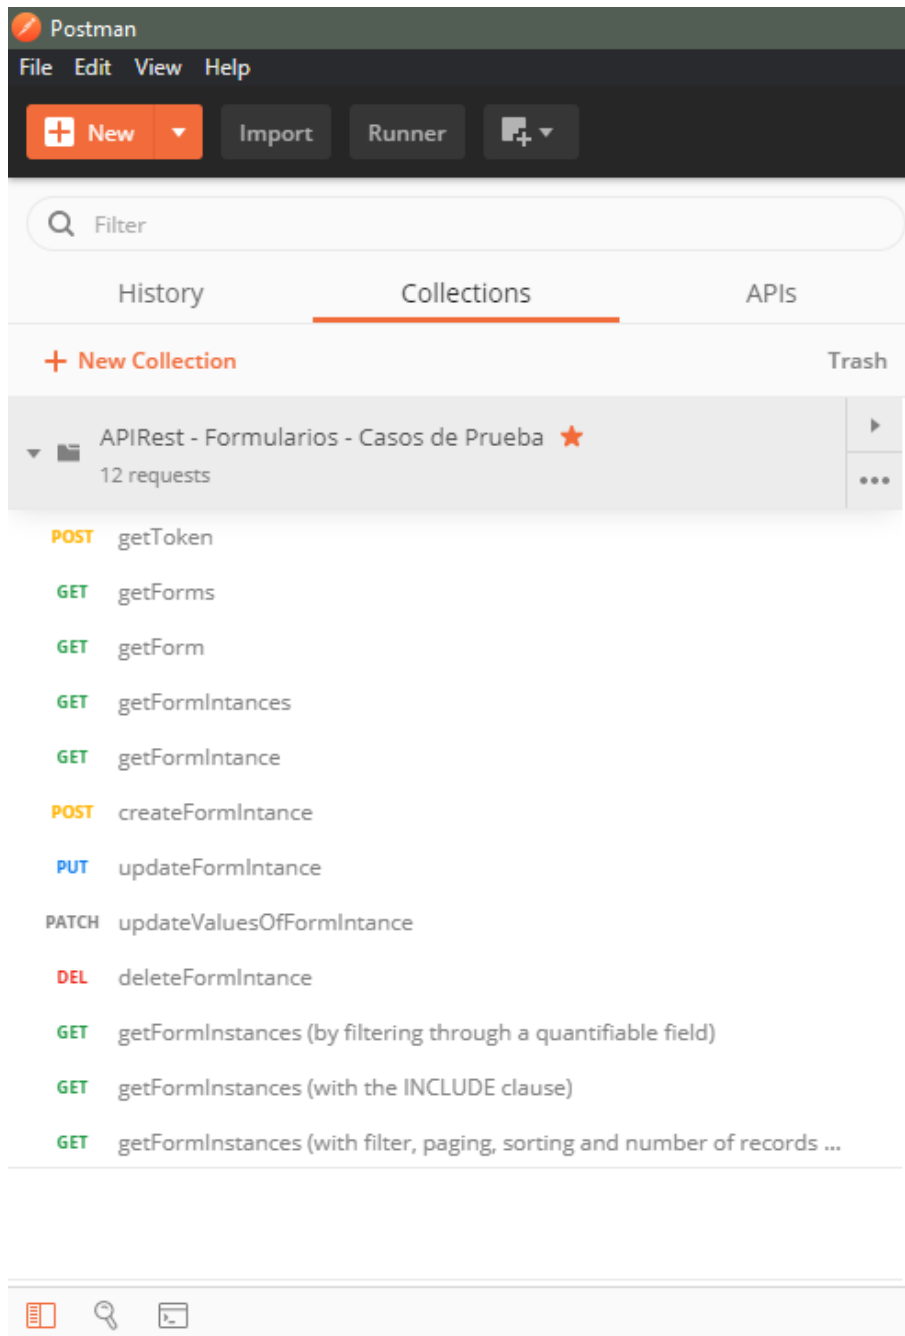 Postman
File Edit View Help
New Import Runner
Filter
History Collections APIs
+ New Collection Trash
APIRest - Formularios - Casos de Prueba
12 requests
POST getToken
GET getForms
GET getForm
GET getFormIntances
GET getFormIntance
POST createFormIntance
PUT updateFormIntance
PATCH updateValuesOfFormIntance
DEL deleteFormIntance
GET getFormInstances (by filtering through a quantifiable field)
GET getFormInstances (with the INCLUDE clause)
GET getFormInstances (with filter, paging, sorting and number of records ...